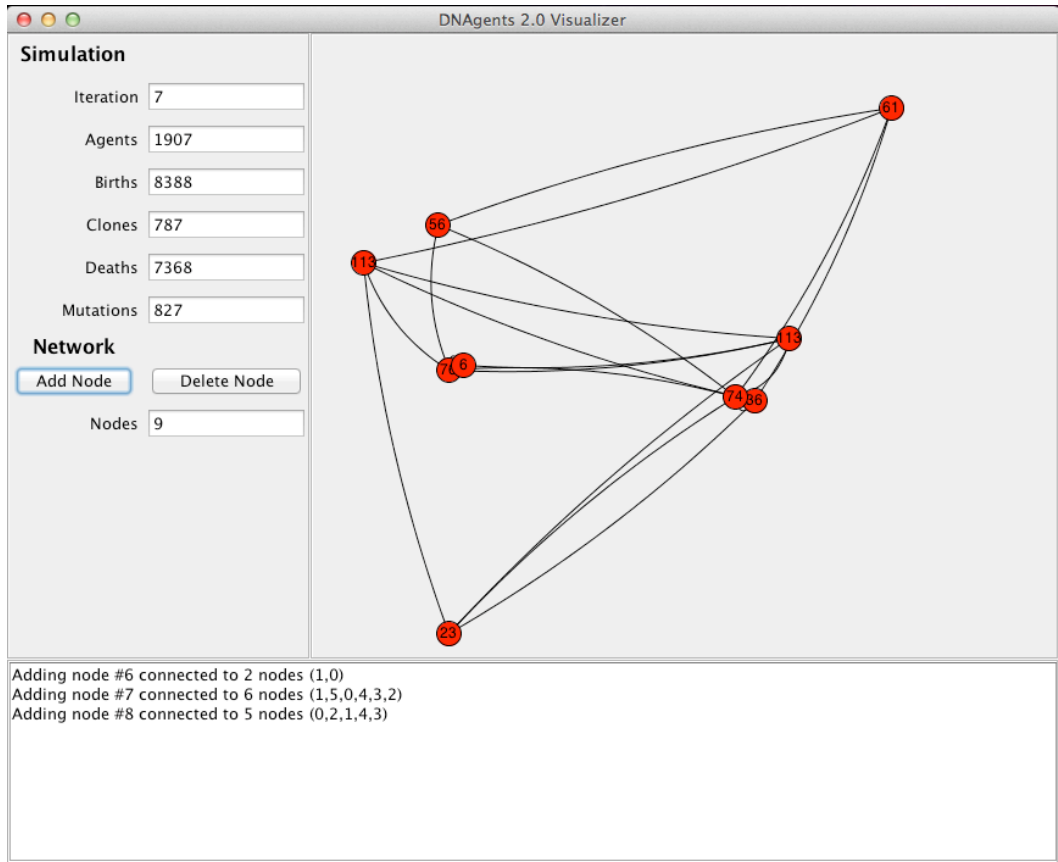 DNAgents 2.0 Visualizer
Simulation
Iteration 7
Agents 1907
Births 8388
Clones 787
Deaths 7368
Mutations 827
Network
Add Node Delete Node
Nodes 9
61
56
113
113
6
74
23
Adding node #6 connected to 2 nodes (1,0)
Adding node #7 connected to 6 nodes (1,5,0,4,3,2)
Adding node #8 connected to 5 nodes (0,2,1,4,3)